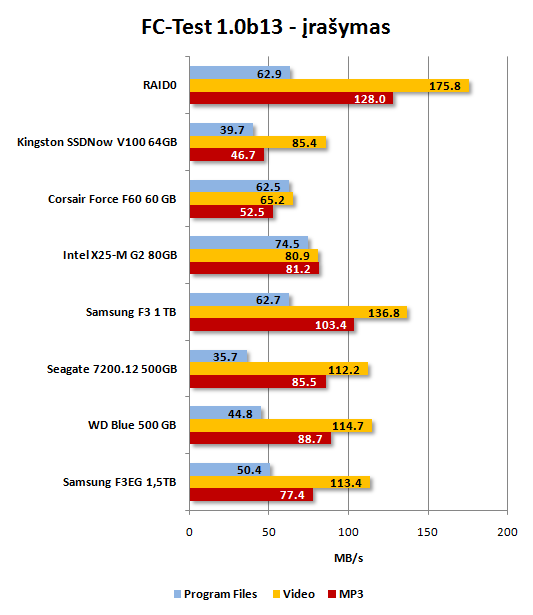 FC-Test 1.0b13 - įrašymas
RAID0
62.9
175.8
128.0
Kingston SSDNow V100 64GB
39.7
85.4
46.7
Corsair Force F60 60 GB
62.5
65.2
52.5
Intel X25-M G2 80GB
74.5
80.9
81.2
Samsung F3 1 TB
62.7
136.8
103.4
Seagate 7200.12 500GB
35.7
112.2
85.5
WD Blue 500 GB
44.8
114.7
88.7
Samsung F3EG 1,5TB
50.4
113.4
77.4
0 50 100 150 200
MB/s
Program Files Video MP3